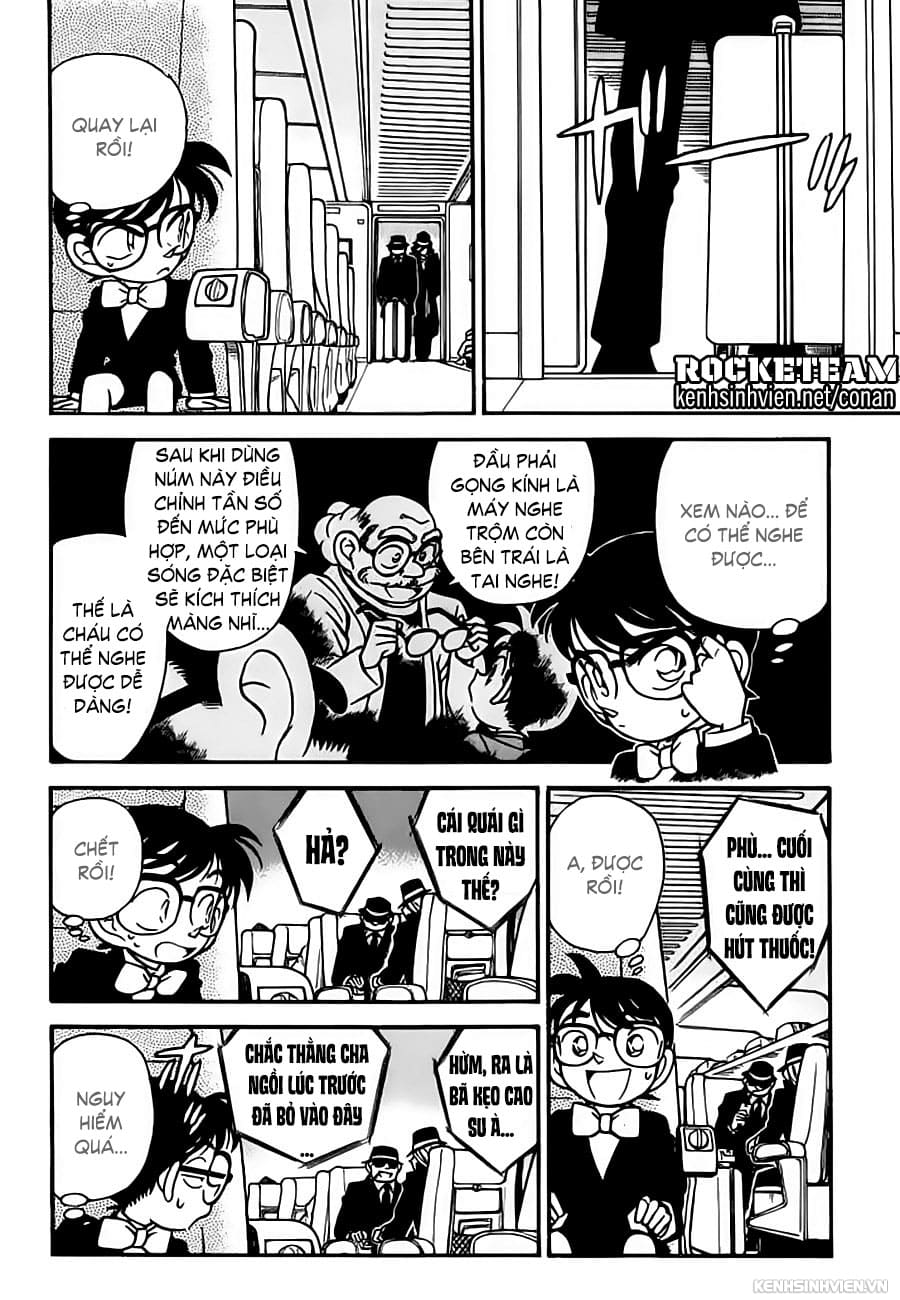 QUAY LẠI
RỒI!
ROCKETEAM
kenhsinhvien.net/conan
XEM NÀO... ĐỂ
CÓ THỂ NGHE
ĐƯỢC...
ĐẦU PHẢI
GỌNG KÍNH LÀ
MÁY NGHE
TRỘM CÒN
BÊN TRÁI LÀ
TAI NGHE!
SAU KHI DÙNG
NÚM NÀY ĐIỀU
CHỈNH TẦN SỐ
ĐẾN MỨC PHÙ
HỢP, MỘT LOẠI
SÓNG ĐẶC BIỆT
SẼ KÍCH THÍCH
MÀNG NHĨ...
THẾ LÀ
CHÁU CÓ
THỂ NGHE
ĐƯỢC DỄ
DÀNG!
PHÙ... CUỐI
CÙNG THÌ
CŨNG ĐƯỢC
HÚT THUỐC!
A, ĐƯỢC
RỒI!
CÁI QUÁI GÌ
TRONG NÀY
THẾ?
HẢ?
CHẾT
RỒI!
HỪM, RA LÀ
BÃ KẸO CAO
SU À...
CHẮC THẰNG CHA
NGỒI LÚC TRƯỚC
ĐÃ BỎ VÀO ĐÂY
...
NGUY
HIỂM
QUÁ...
KENHSINHVIEN.VN